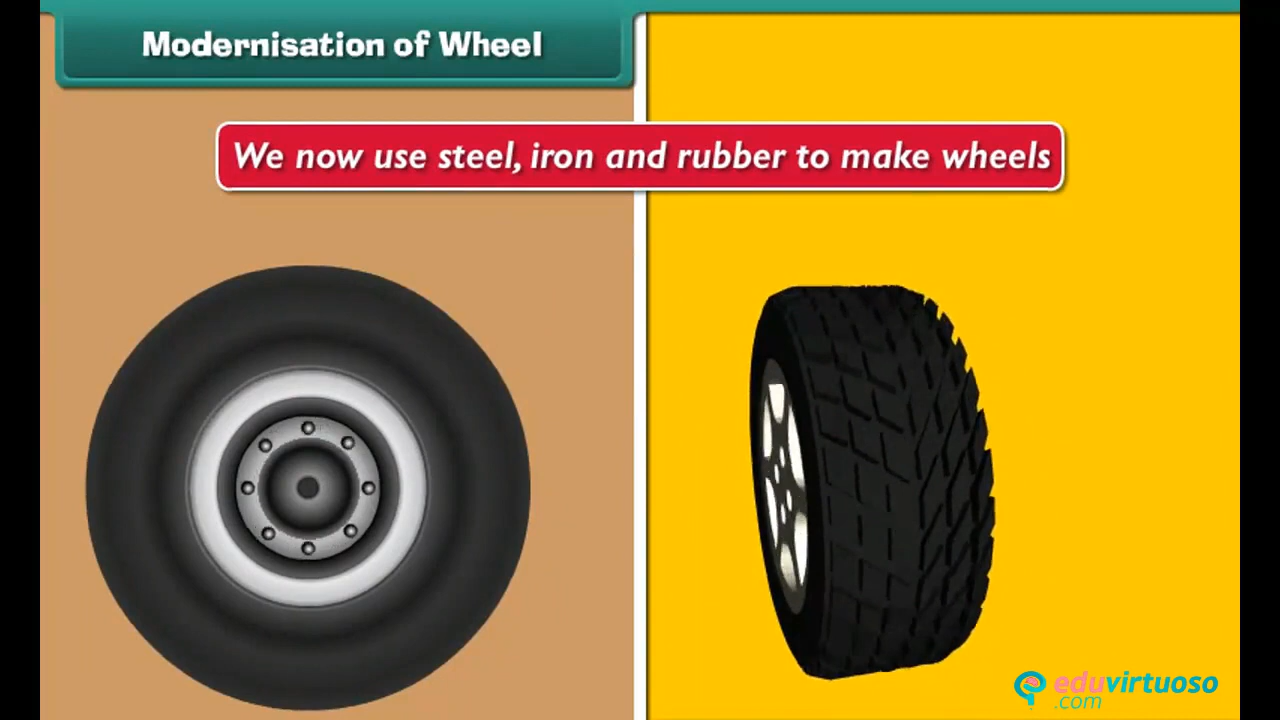 Modernisation of Wheel
We now use steel, iron and rubber to make wheels
eduvirtuoso
.com